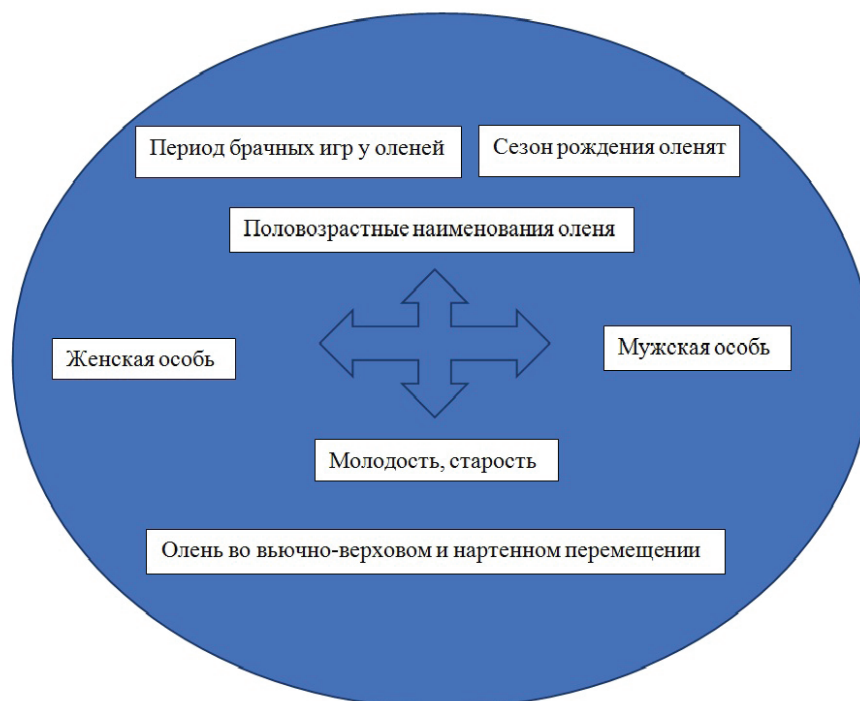 Период брачных игр у оленей
Сезон рождения оленят
Половозрастные наименования оленя
Женская особь
Мужская особь
Молодость, старость
Олень во вьючно-верховом и нартенном перемещении